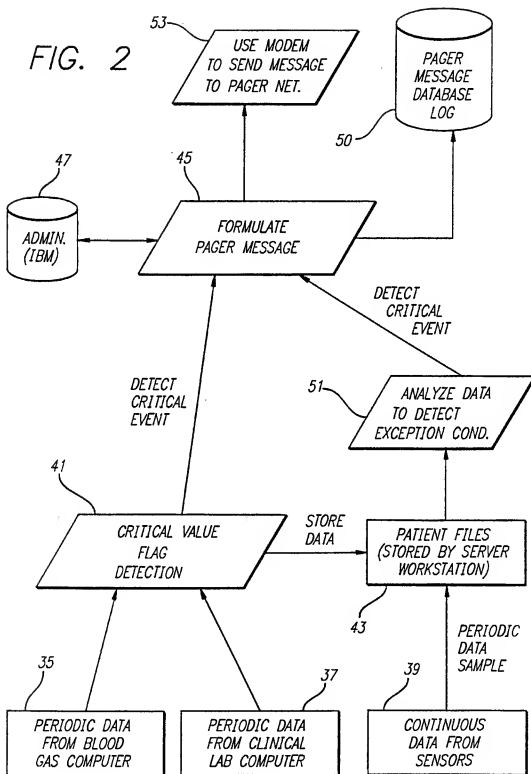 FIG. 2
53
USE MODEM
TO SEND MESSAGE
TO PAGER NET.
PAGER
MESSAGE
DATABASE
LOG
50
47
ADMIN.
(IBM)
45
FORMULATE
PAGER MESSAGE
DETECT
CRITICAL
EVENT
DETECT
CRITICAL
EVENT
51
ANALYZE DATA
TO DETECT
EXCEPTION COND.
41
CRITICAL VALUE
FLAG
DETECTION
STORE
DATA
PATIENT FILES
(STORED BY SERVER
WORKSTATION)
43
PERIODIC
DATA
SAMPLE
35
PERIODIC DATA
FROM BLOOD
GAS COMPUTER
37
PERIODIC DATA
FROM CLINICAL
LAB COMPUTER
39
CONTINUOUS
DATA FROM
SENSORS